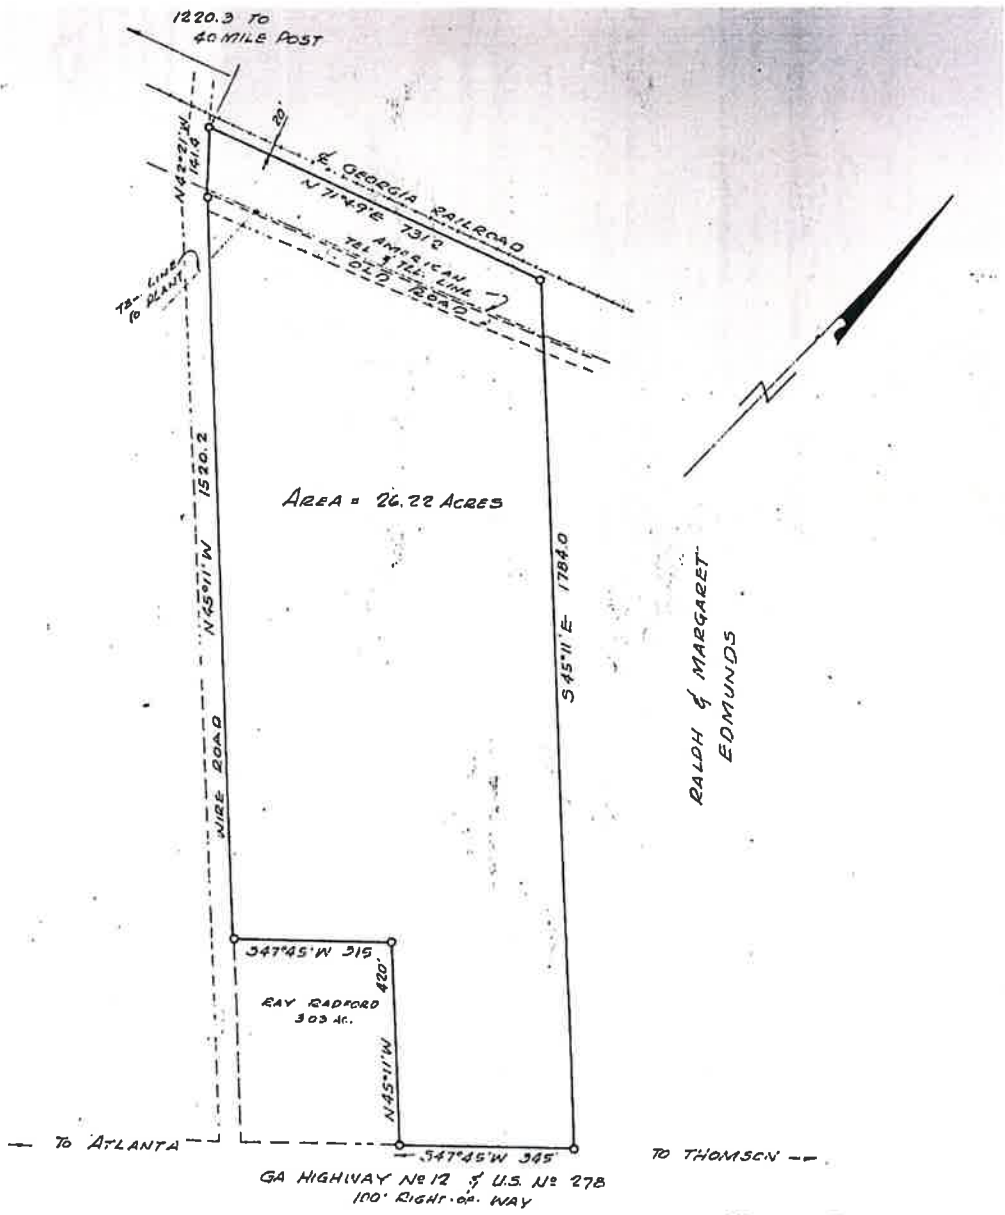 1220.3 TO
40 MILE POST
N42°21'W
141.4
20'
℄ GEORGIA RAILROAD
N 71°49'E 731.2
AMERICAN
TEL & TEL LINE
OLD ROAD
LINE
TO PLANT
N45°11'W 1520.2
WIRE ROAD
AREA = 26.22 ACRES
S45°11'E 1784.0
RALPH & MARGARET
EDMUNDS
S47°45'W 315
420'
N45°11'W
RAY RADFORD
3.03 AC.
TO ATLANTA
S47°45'W 345'
TO THOMSON
GA HIGHWAY No 12 & U.S. No 278
100' RIGHT-OF-WAY